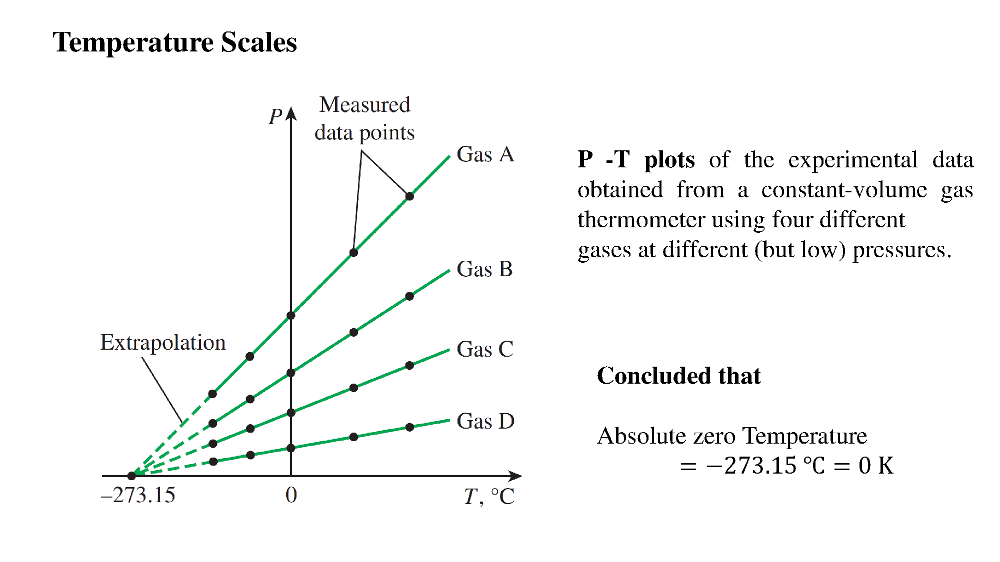 Temperature Scales
P
Measured
data points
Gas A
Gas B
Extrapolation
Gas C
Gas D
–273.15
0
T, °C
P -T plots of the experimental data
obtained from a constant-volume gas
thermometer using four different
gases at different (but low) pressures.
Concluded that
Absolute zero Temperature
= −273.15 ℃ = 0 K